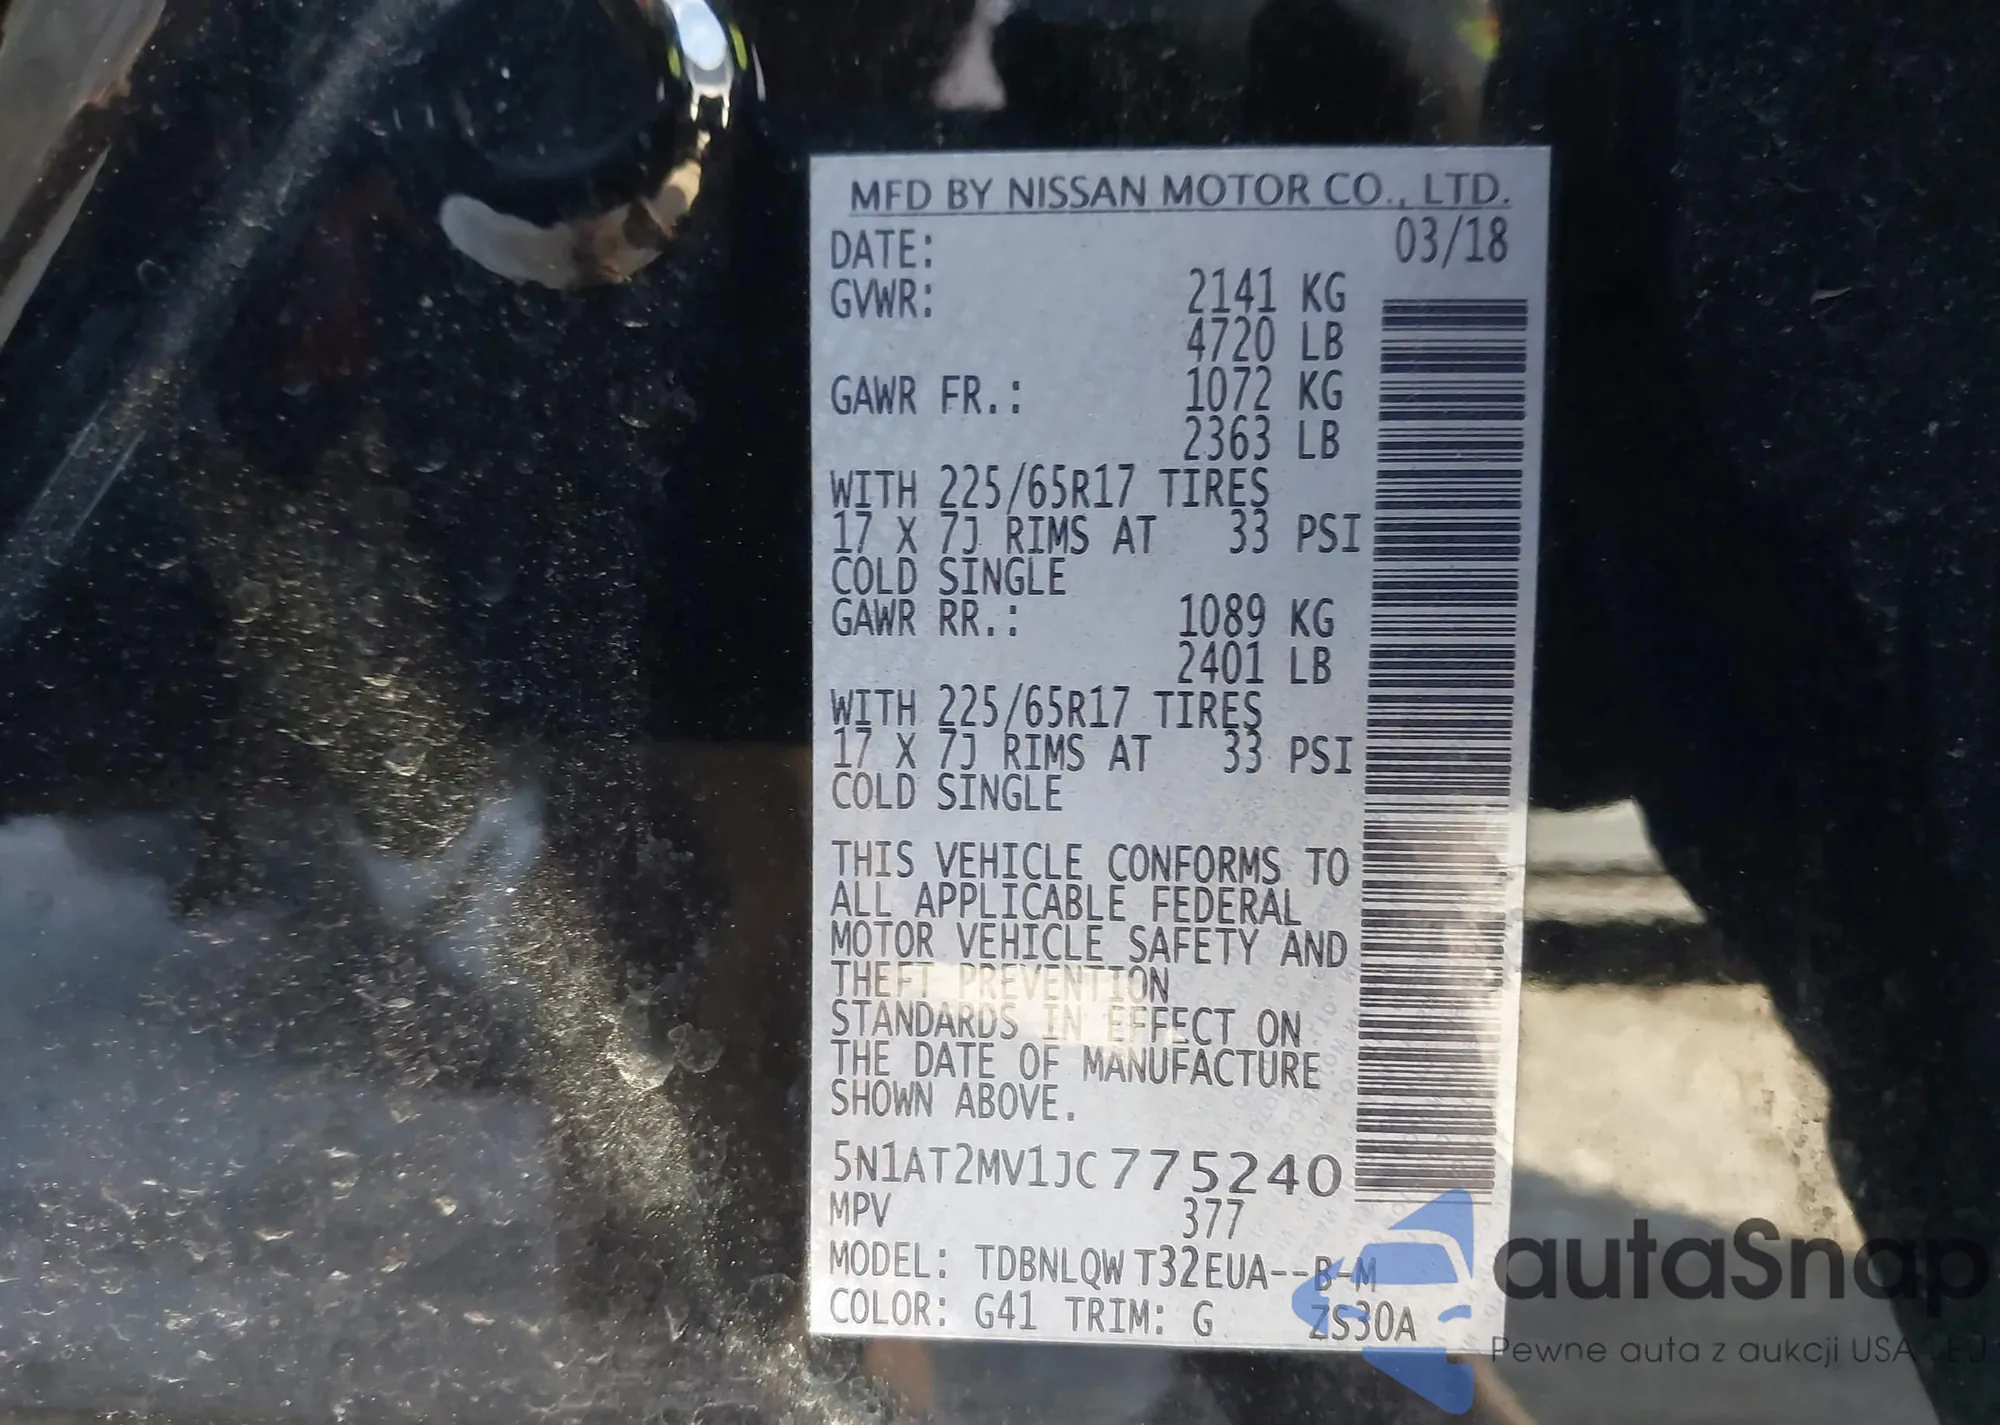 MFD BY NISSAN MOTOR CO., LTD.
DATE: 03/18
GVWR: 2141 KG
4720 LB
GAWR FR.: 1072 KG
2363 LB
WITH 225/65R17 TIRES
17 X 7J RIMS AT 33 PSI
COLD SINGLE
GAWR RR.: 1089 KG
2401 LB
WITH 225/65R17 TIRES
17 X 7J RIMS AT 33 PSI
COLD SINGLE
THIS VEHICLE CONFORMS TO
ALL APPLICABLE FEDERAL
MOTOR VEHICLE SAFETY AND
THEFT PREVENTION
STANDARDS IN EFFECT ON
THE DATE OF MANUFACTURE
SHOWN ABOVE.
5N1AT2MV1JC775240
MPV 377
MODEL: TDBNLQW T32EUA--B-M
COLOR: G41 TRIM: G ZS30A
autaSnap
Pewne auta z aukcji USA